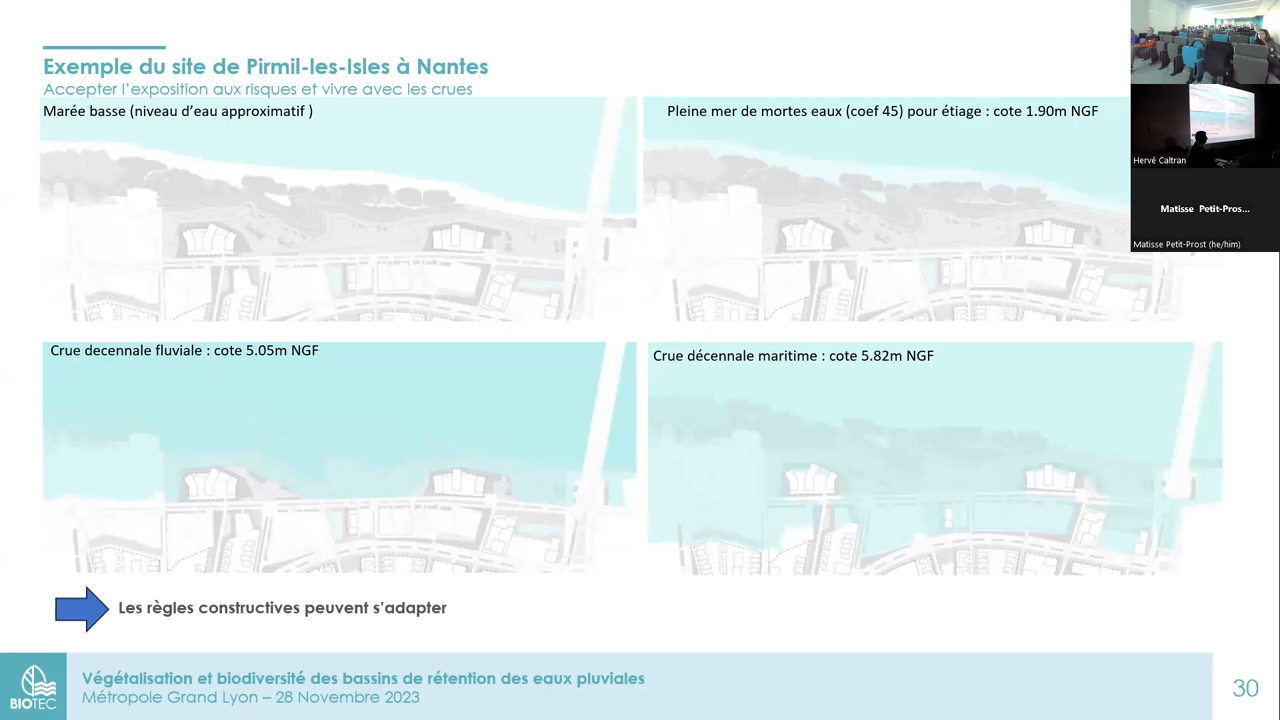 Exemple du site de Pirmil-les-Isles à Nantes
Accepter l’exposition aux risques et vivre avec les crues
Marée basse (niveau d’eau approximatif )
Pleine mer de mortes eaux (coef 45) pour étiage : cote 1.90m NGF
Hervé Caltran
Matisse Petit-Pros...
Matisse Petit-Prost (he/him)
Crue decennale fluviale : cote 5.05m NGF
Crue décennale maritime : cote 5.82m NGF
Les règles constructives peuvent s’adapter
Végétalisation et biodiversité des bassins de rétention des eaux pluviales
Métropole Grand Lyon – 28 Novembre 2023
BIOTEC
30